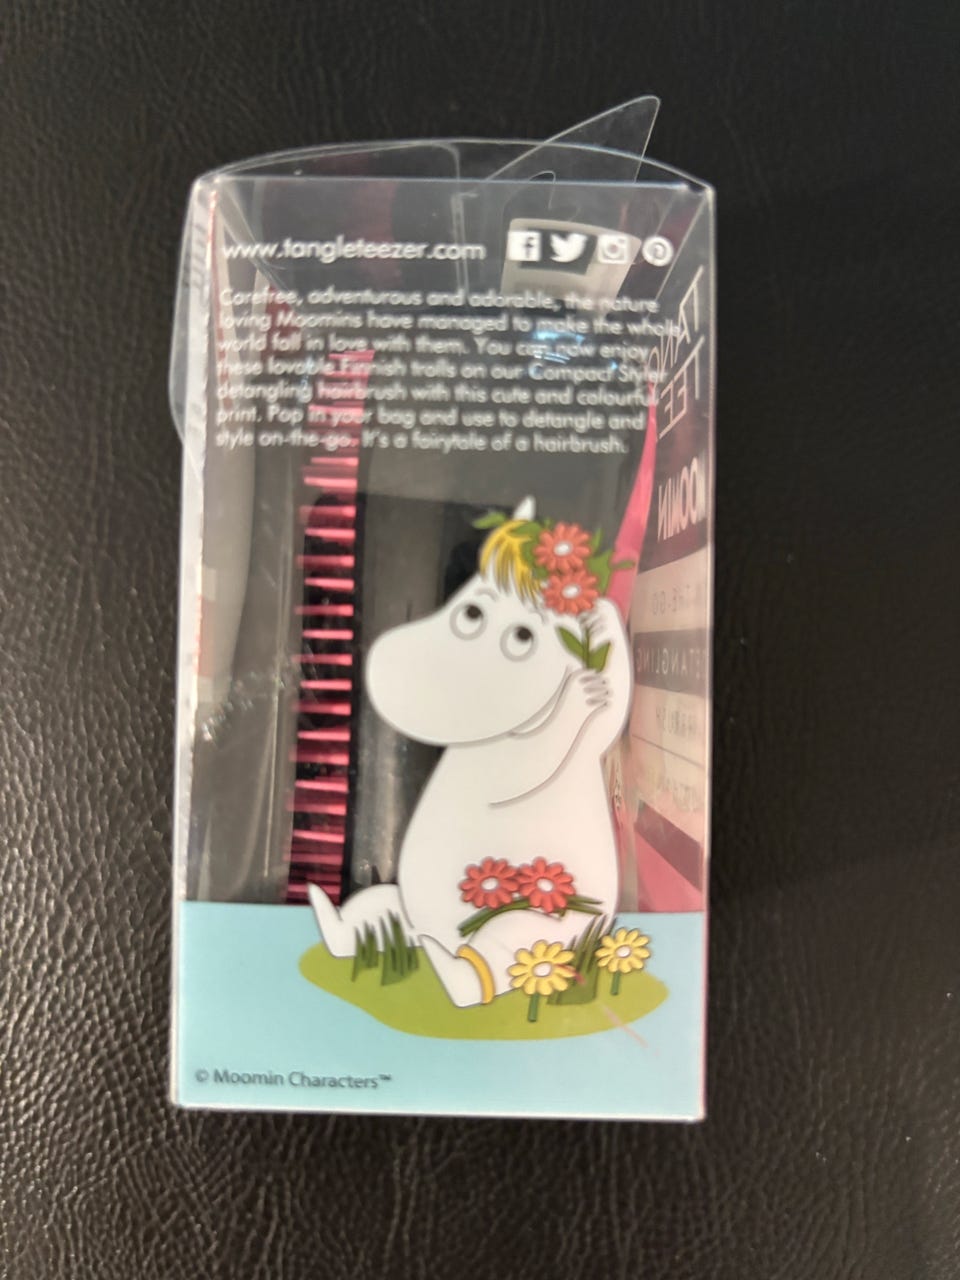 www.tangleteezer.com
Carefree, adventurous and adorable, the nature
loving Moomins have managed to make the whole
world fall in love with them. You can now enjoy
these lovable Finnish trolls on our Compact Styler
detangling hairbrush with this cute and colourful
print. Pop in your bag and use to detangle and
style on-the-go. It's a fairytale of a hairbrush.
MOOMIN
© Moomin Characters™